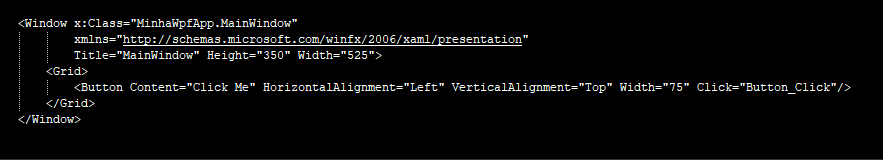 <Window x:Class="MinhaWpfApp.MainWindow"
xmlns="http://schemas.microsoft.com/winfx/2006/xaml/presentation"
Title="MainWindow" Height="350" Width="525">
<Grid>
<Button Content="Click Me" HorizontalAlignment="Left" VerticalAlignment="Top" Width="75" Click="Button_Click"/>
</Grid>
</Window>